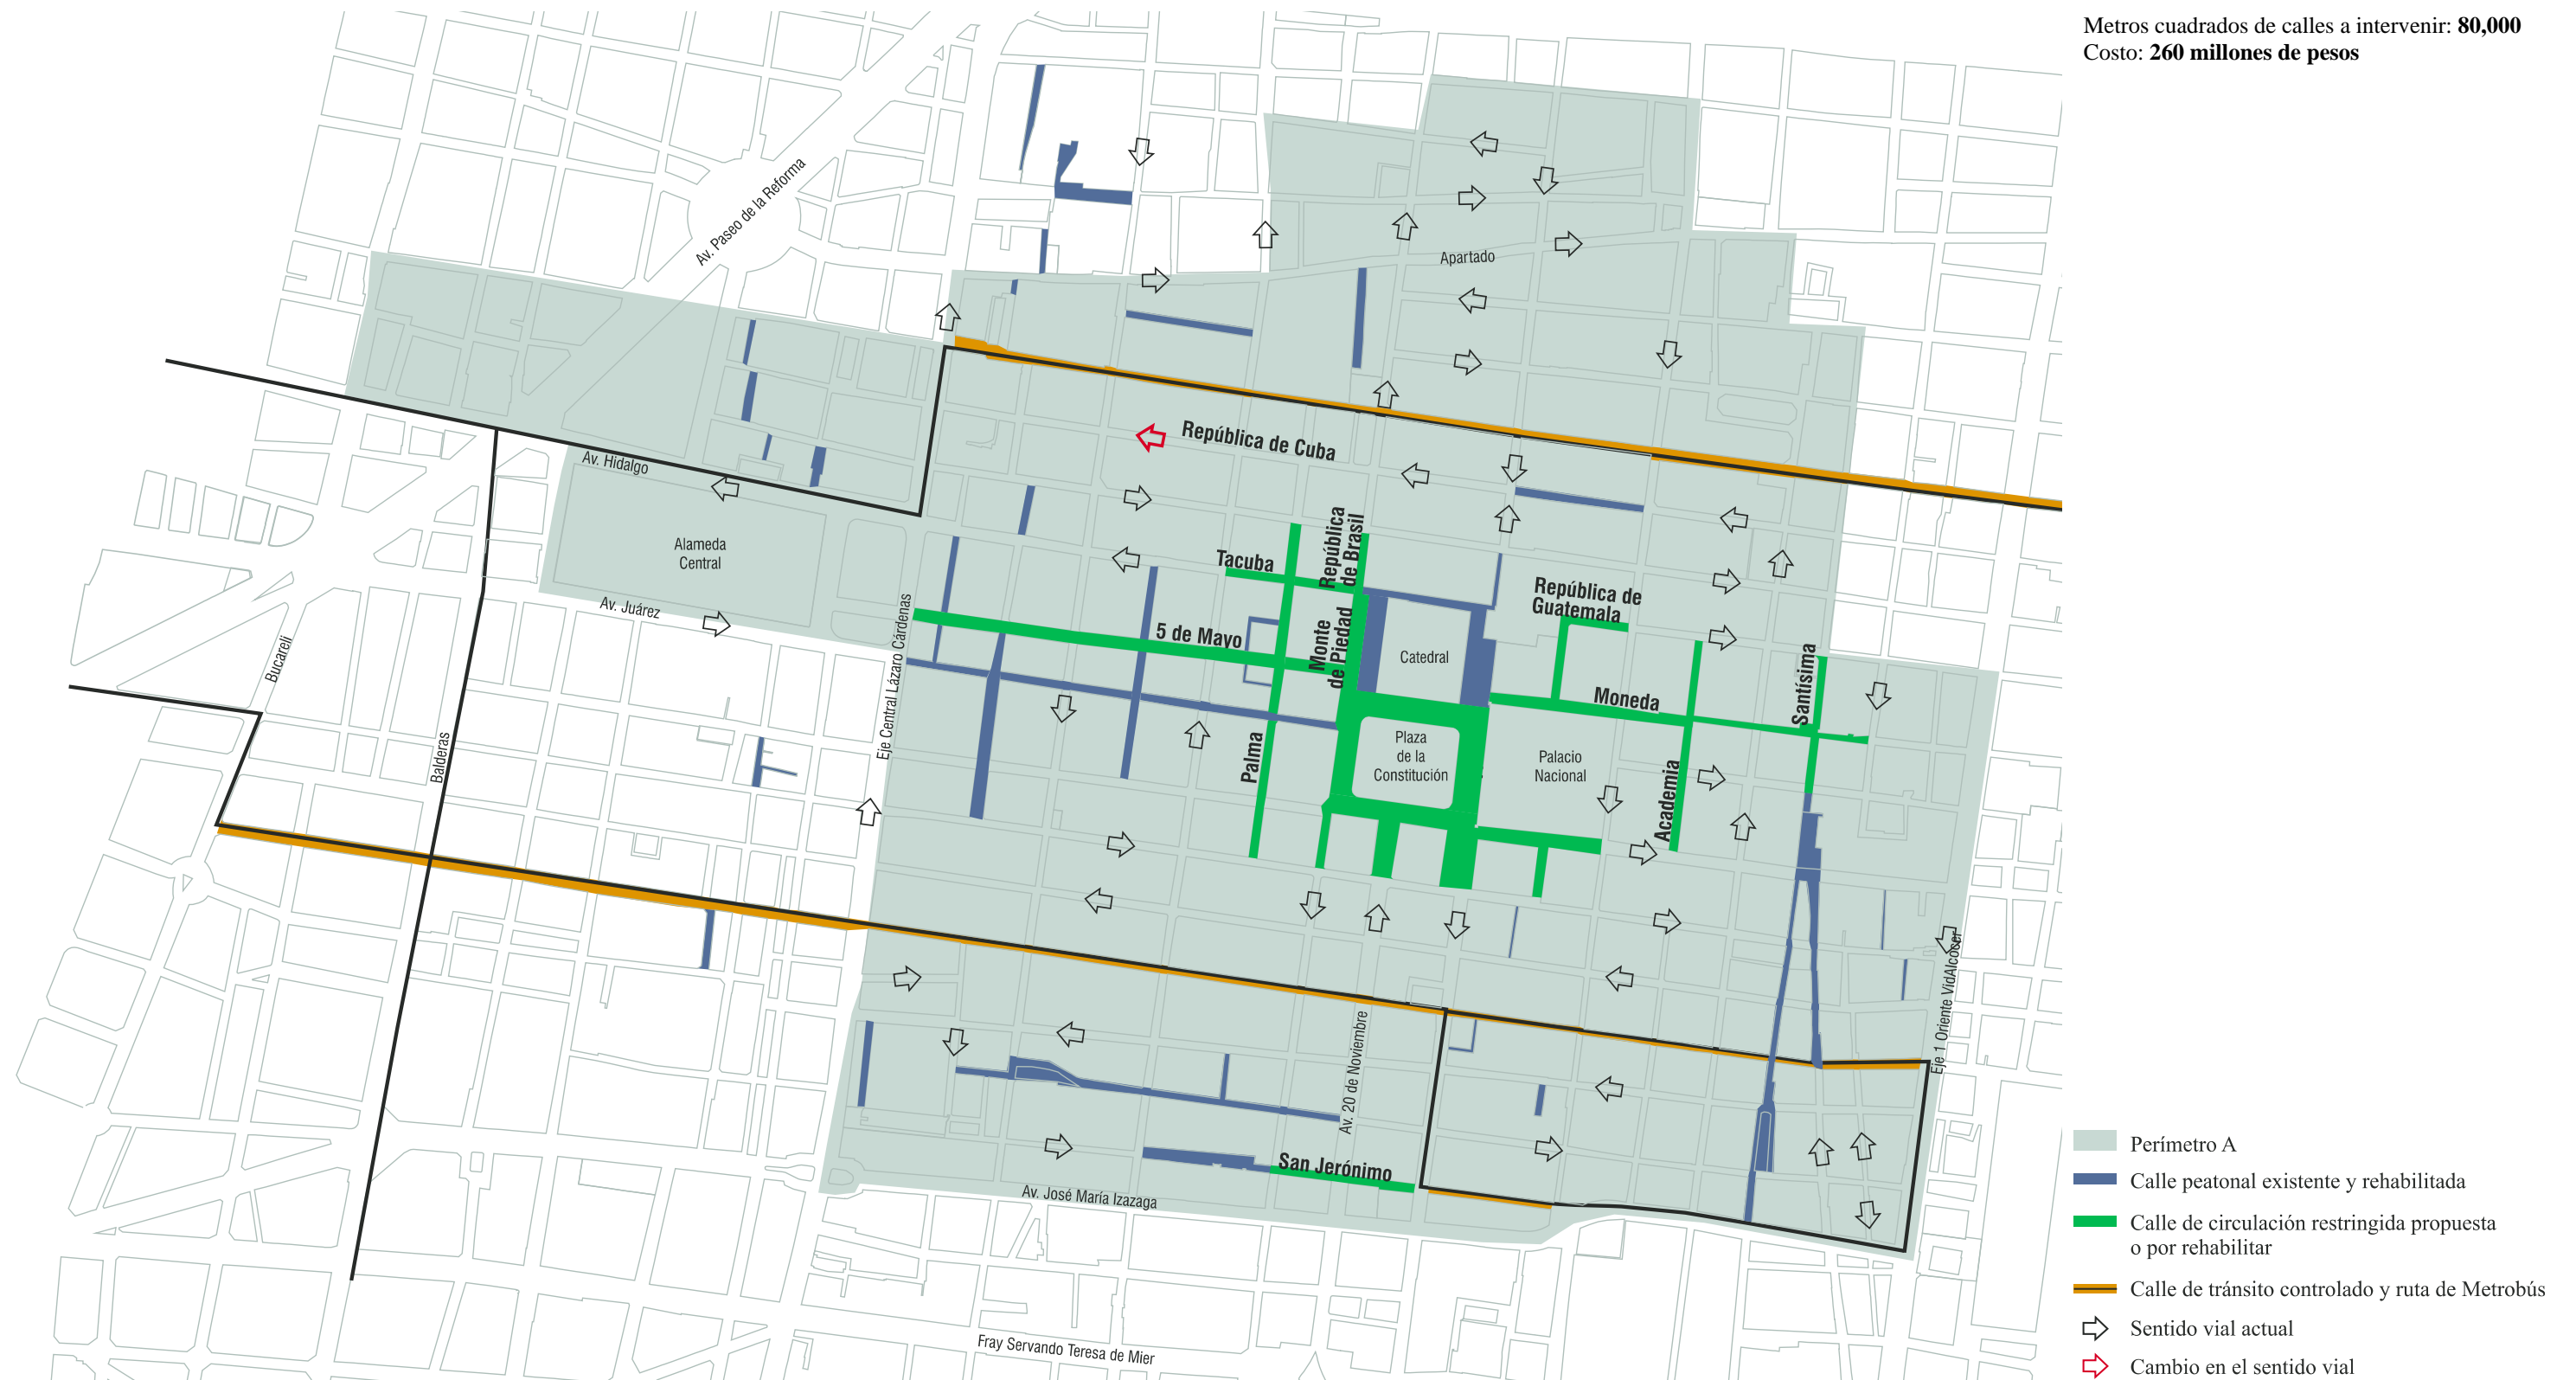 Metros cuadrados de calles a intervenir: 80,000
Costo: 260 millones de pesos
Av. Paseo de la Reforma
Apartado
República de Cuba
Av. Hidalgo
Alameda
Central
Av. Juárez
Bucareli
Balderas
Eje Central Lázaro Cárdenas
Tacuba
República
de Brasil
5 de Mayo
Monte
de Piedad
Catedral
República de
Guatemala
Moneda
Santísima
Palma
Plaza
de la
Constitución
Palacio
Nacional
Academia
Av. 20 de Noviembre
Eje 1 Oriente VidAlcocer
San Jerónimo
Av. José María Izazaga
Fray Servando Teresa de Mier
Perímetro A
Calle peatonal existente y rehabilitada
Calle de circulación restringida propuesta
o por rehabilitar
Calle de tránsito controlado y ruta de Metrobús
Sentido vial actual
Cambio en el sentido vial